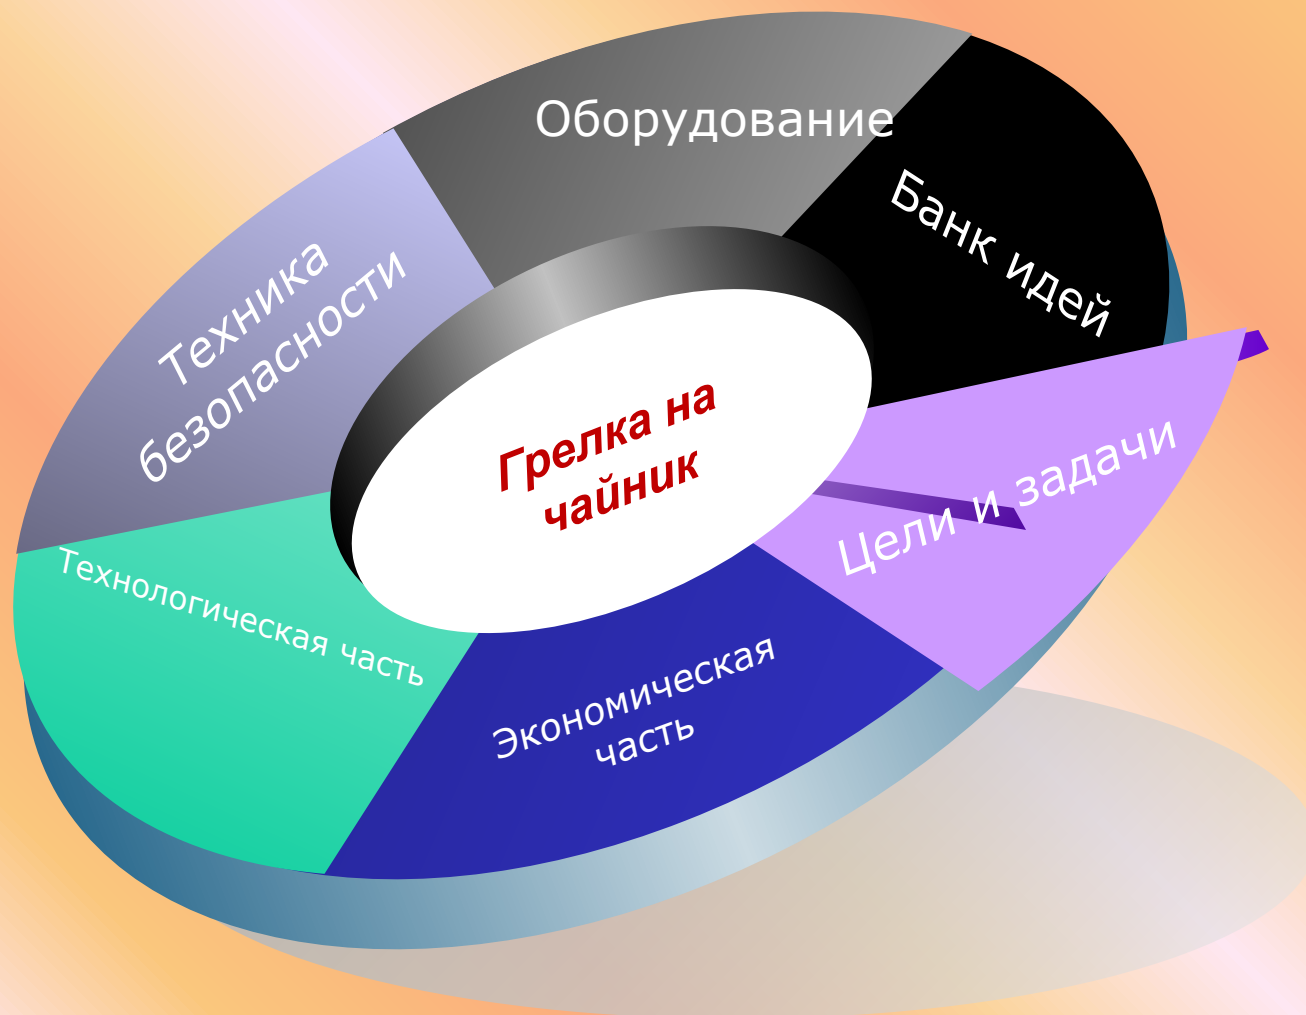 Оборудование
Банк идей
Техника
безопасности
Грелка на
чайник
Цели и задачи
Технологическая часть
Экономическая
часть